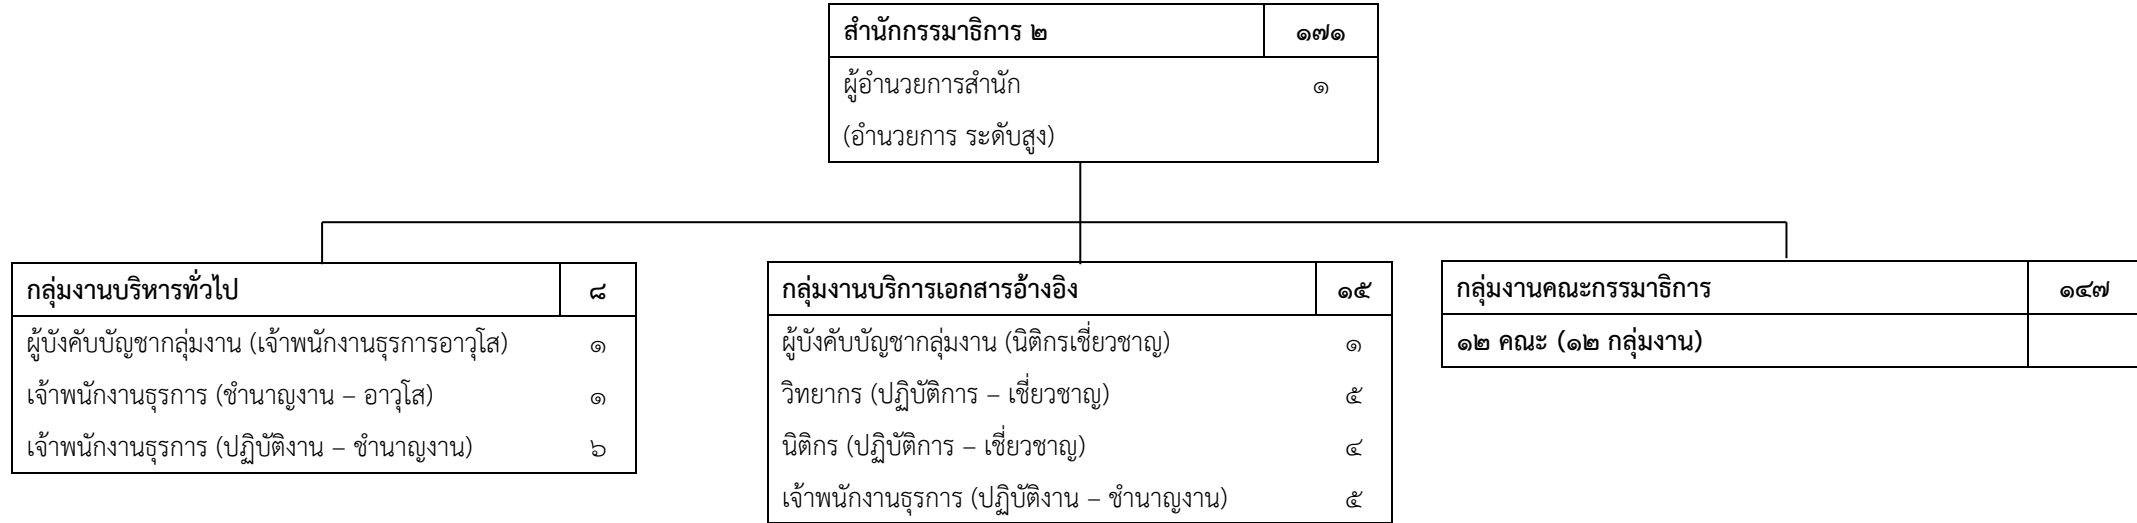 สำนักกรรมาธิการ ๒ ๑๗๑
ผู้อำนวยการสำนัก ๑
(อำนวยการ ระดับสูง)
กลุ่มงานบริหารทั่วไป ๘
ผู้บังคับบัญชากลุ่มงาน (เจ้าพนักงานธุรการอาวุโส) ๑
เจ้าพนักงานธุรการ (ชำนาญงาน – อาวุโส) ๑
เจ้าพนักงานธุรการ (ปฏิบัติงาน – ชำนาญงาน) ๖
กลุ่มงานบริการเอกสารอ้างอิง ๑๕
ผู้บังคับบัญชากลุ่มงาน (นิติกรเชี่ยวชาญ) ๑
วิทยากร (ปฏิบัติการ – เชี่ยวชาญ) ๕
นิติกร (ปฏิบัติการ – เชี่ยวชาญ) ๔
เจ้าพนักงานธุรการ (ปฏิบัติงาน – ชำนาญงาน) ๕
กลุ่มงานคณะกรรมาธิการ ๑๔๗
๑๒ คณะ (๑๒ กลุ่มงาน)